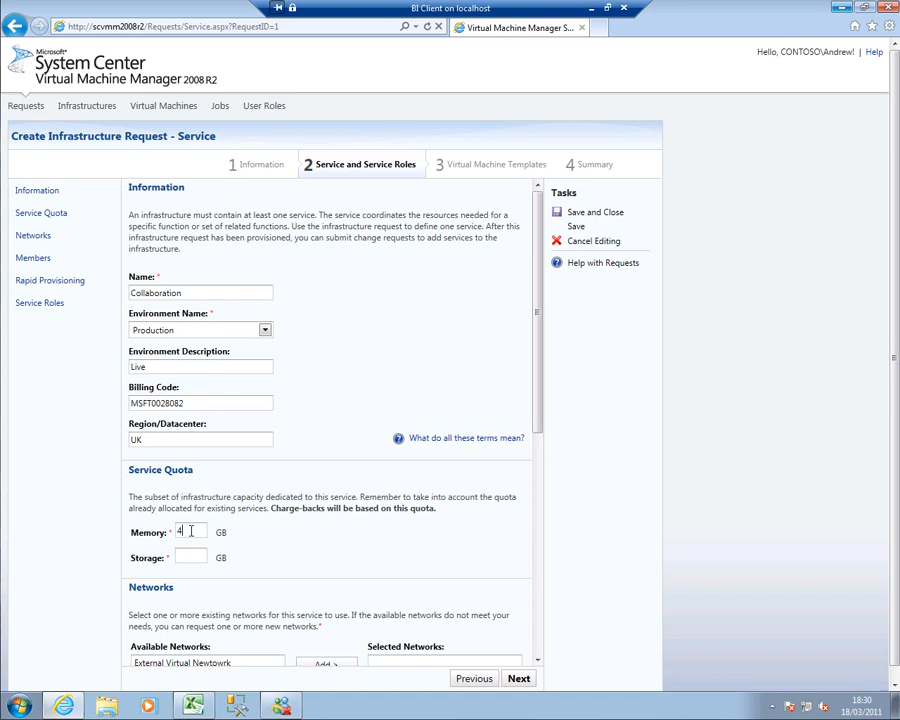 BI Client on localhost
http://scvmm2008r2/Requests/Service.aspx?RequestID=1
Virtual Machine Manager S...
Microsoft
System Center
Virtual Machine Manager 2008 R2
Hello, CONTOSO\Andrew! | Help
Requests Infrastructures Virtual Machines Jobs User Roles
Create Infrastructure Request - Service
1 Information 2 Service and Service Roles 3 Virtual Machine Templates 4 Summary
Information
Service Quota
Networks
Members
Rapid Provisioning
Service Roles
Information
An infrastructure must contain at least one service. The service coordinates the resources needed for a
specific function or set of related functions. Use the infrastructure request to define one service. After this
infrastructure request has been provisioned, you can submit change requests to add services to the
infrastructure.
Name: *
Collaboration
Environment Name: *
Production
Environment Description:
Live
Billing Code:
MSFT0028082
Region/Datacenter:
UK
What do all these terms mean?
Service Quota
The subset of infrastructure capacity dedicated to this service. Remember to take into account the quota
already allocated for existing services. Charge-backs will be based on this quota.
Memory: * 4 GB
Storage: * GB
Networks
Select one or more existing networks for this service to use. If the available networks do not meet your
needs, you can request one or more new networks.*
Available Networks: Selected Networks:
External Virtual Newtowrk Add >
Previous Next
Tasks
Save and Close
Save
Cancel Editing
Help with Requests
18:30
18/03/2011